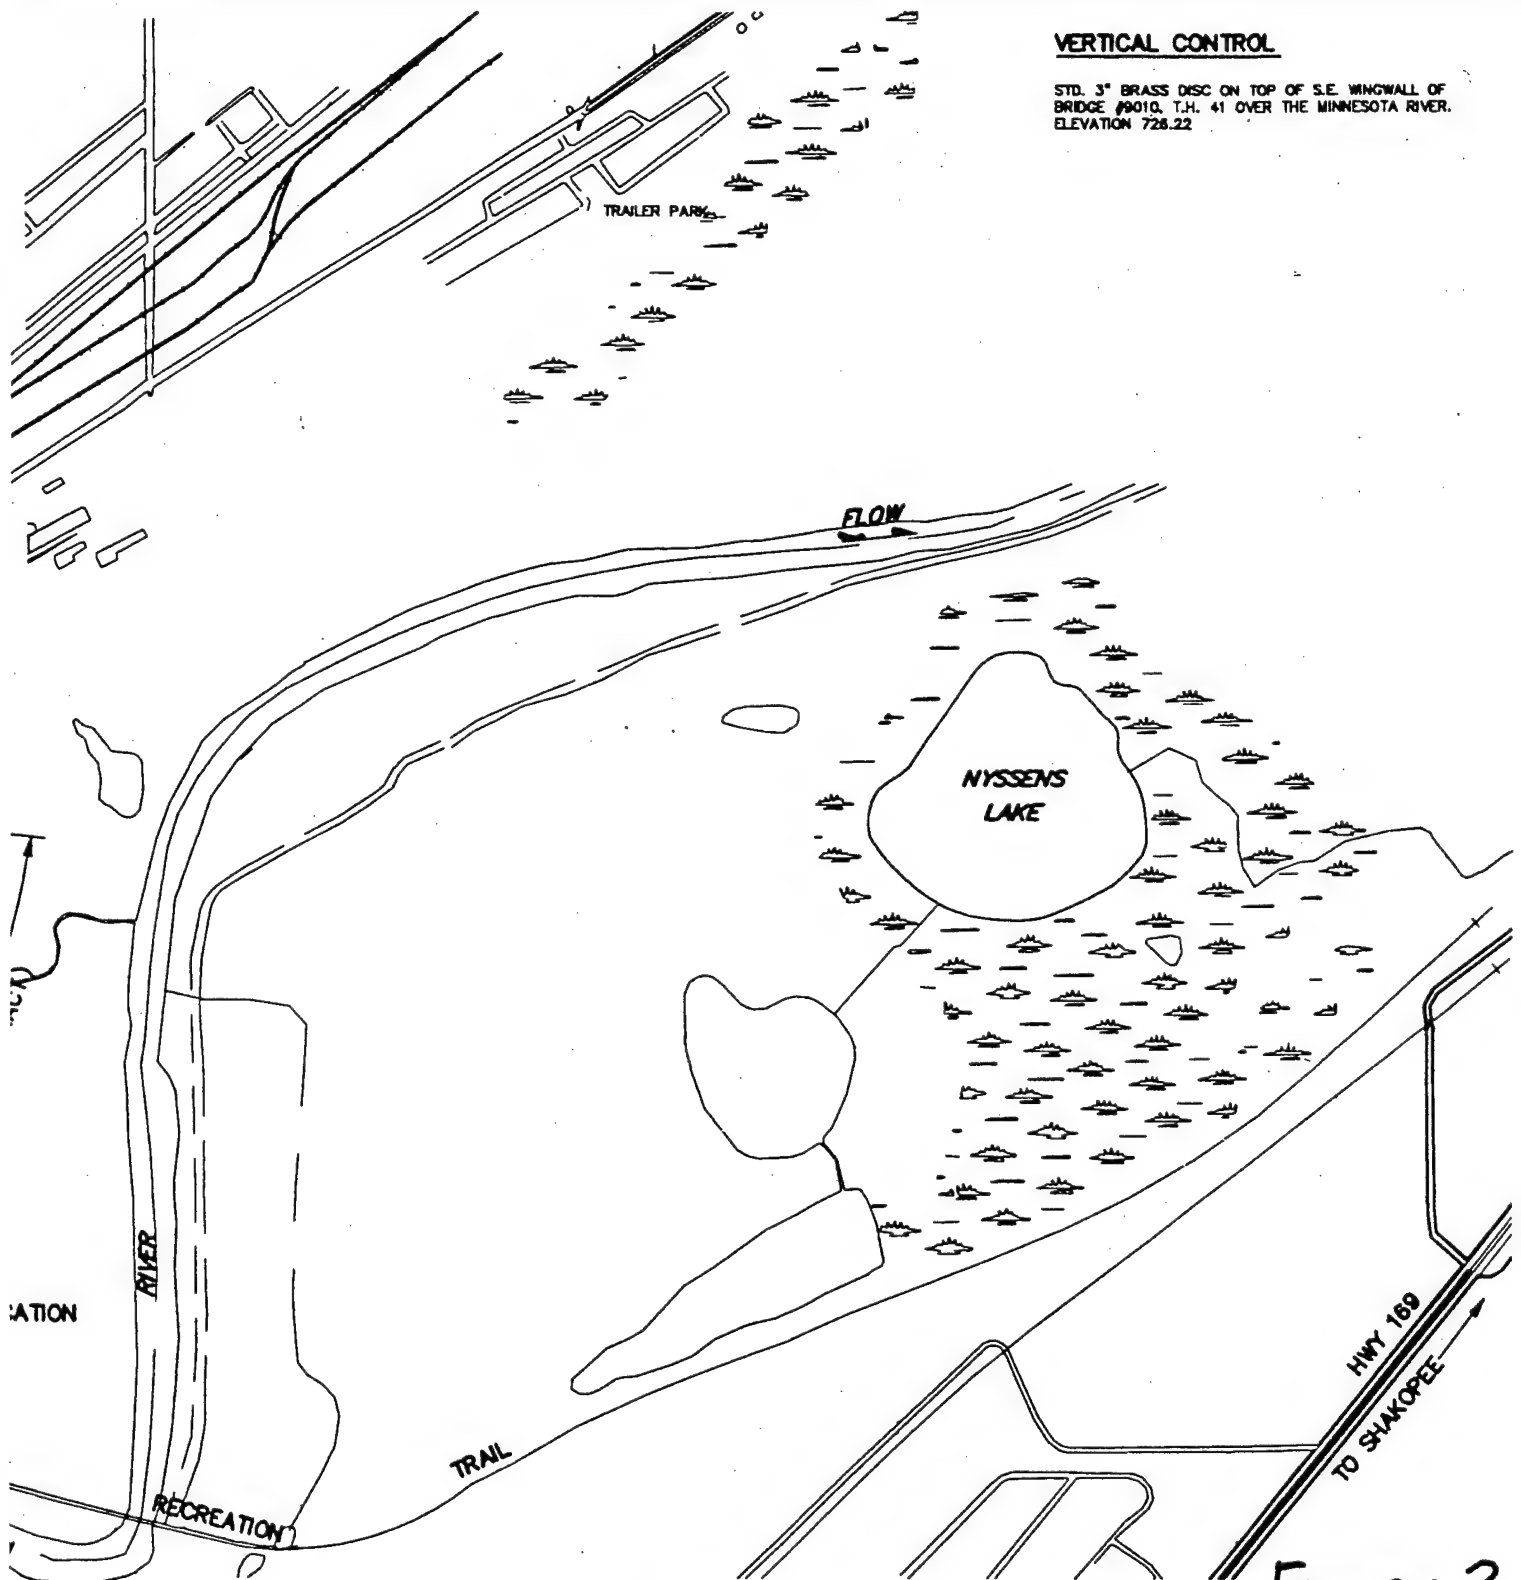 VERTICAL CONTROL
STD. 3" BRASS DISC ON TOP OF S.E. WINGWALL OF
BRIDGE #9010, T.H. 41 OVER THE MINNESOTA RIVER.
ELEVATION 726.22
TRAILER PARK
FLOW
NYSSENS
LAKE
RIVER
ATION
HWY 169
TO SHAKOPEE
TRAIL
RECREATION